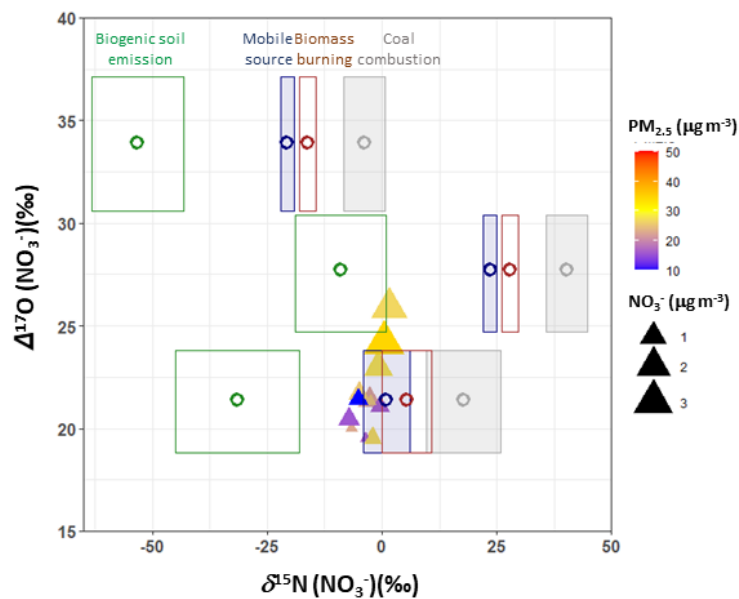 40
35
30
25
20
15
Δ¹⁷O (NO₃⁻)(‰)
Biogenic soil
emission
Mobile
source
Biomass
burning
Coal
combustion
-50
-25
0
25
50
δ¹⁵N (NO₃⁻)(‰)
PM₂.₅ (µg m⁻³)
50
40
30
20
10
NO₃⁻ (µg m⁻³)
1
2
3